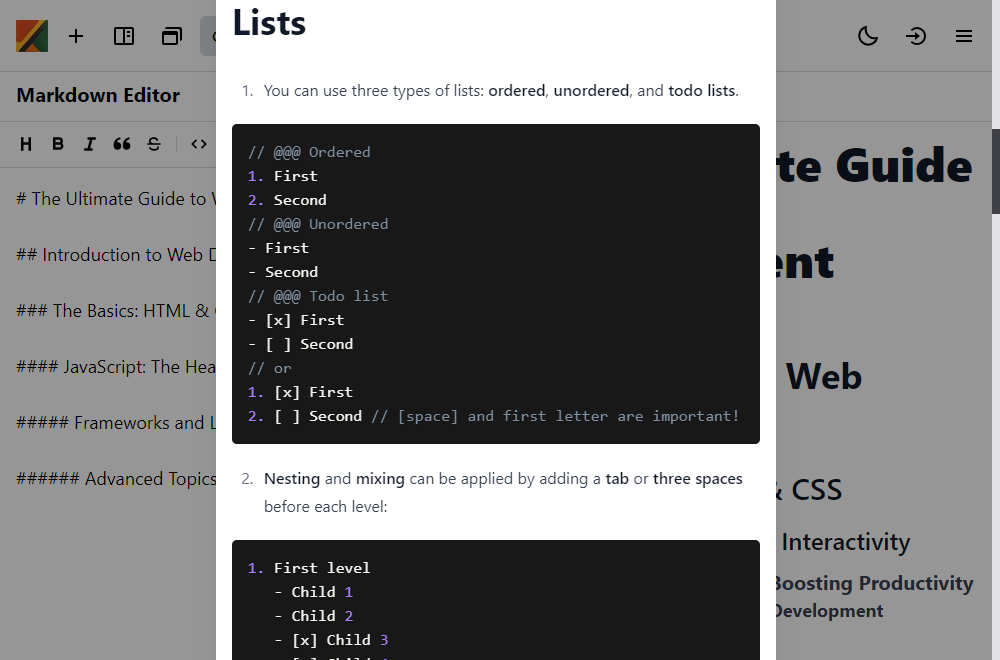 Lists
Markdown Editor
H B I
# The Ultimate Guide to
## Introduction to Web
### The Basics: HTML &
#### JavaScript: The Hea
##### Frameworks and
###### Advanced Topics
1. You can use three types of lists: ordered, unordered, and todo lists.
// @@@ Ordered
1. First
2. Second
// @@@ Unordered
- First
- Second
// @@@ Todo list
- [x] First
- [ ] Second
// or
1. [x] First
2. [ ] Second // [space] and first letter are important!
2. Nesting and mixing can be applied by adding a tab or three spaces
before each level:
1. First level
- Child 1
- Child 2
- [x] Child 3
te Guide
ent
Web
& CSS
Interactivity
Boosting Productivity
Development